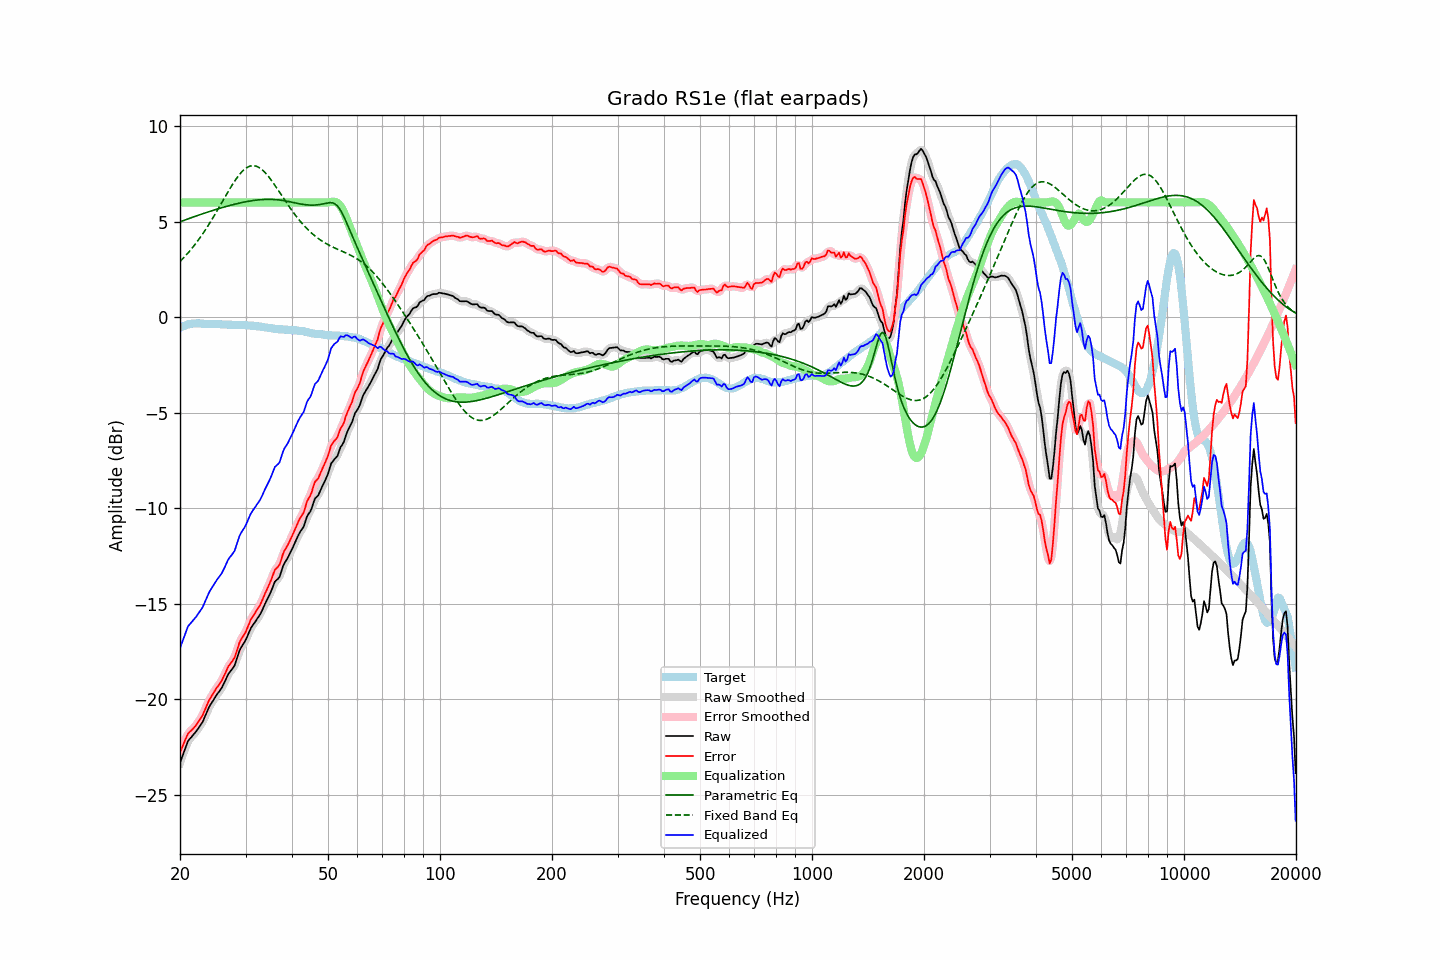 Grado RS1e (flat earpads)
10
5
0
−5
−10
−15
−20
−25
Amplitude (dBr)
20
50
100
200
500
1000
2000
5000
10000
20000
Frequency (Hz)
Target
Raw Smoothed
Error Smoothed
Raw
Error
Equalization
Parametric Eq
Fixed Band Eq
Equalized